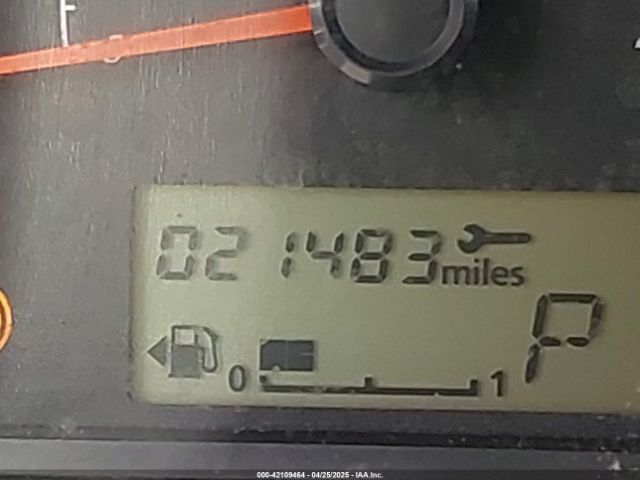 021483 miles
P
0 1
000-42109464 - 04/25/2025 - IAA Inc.